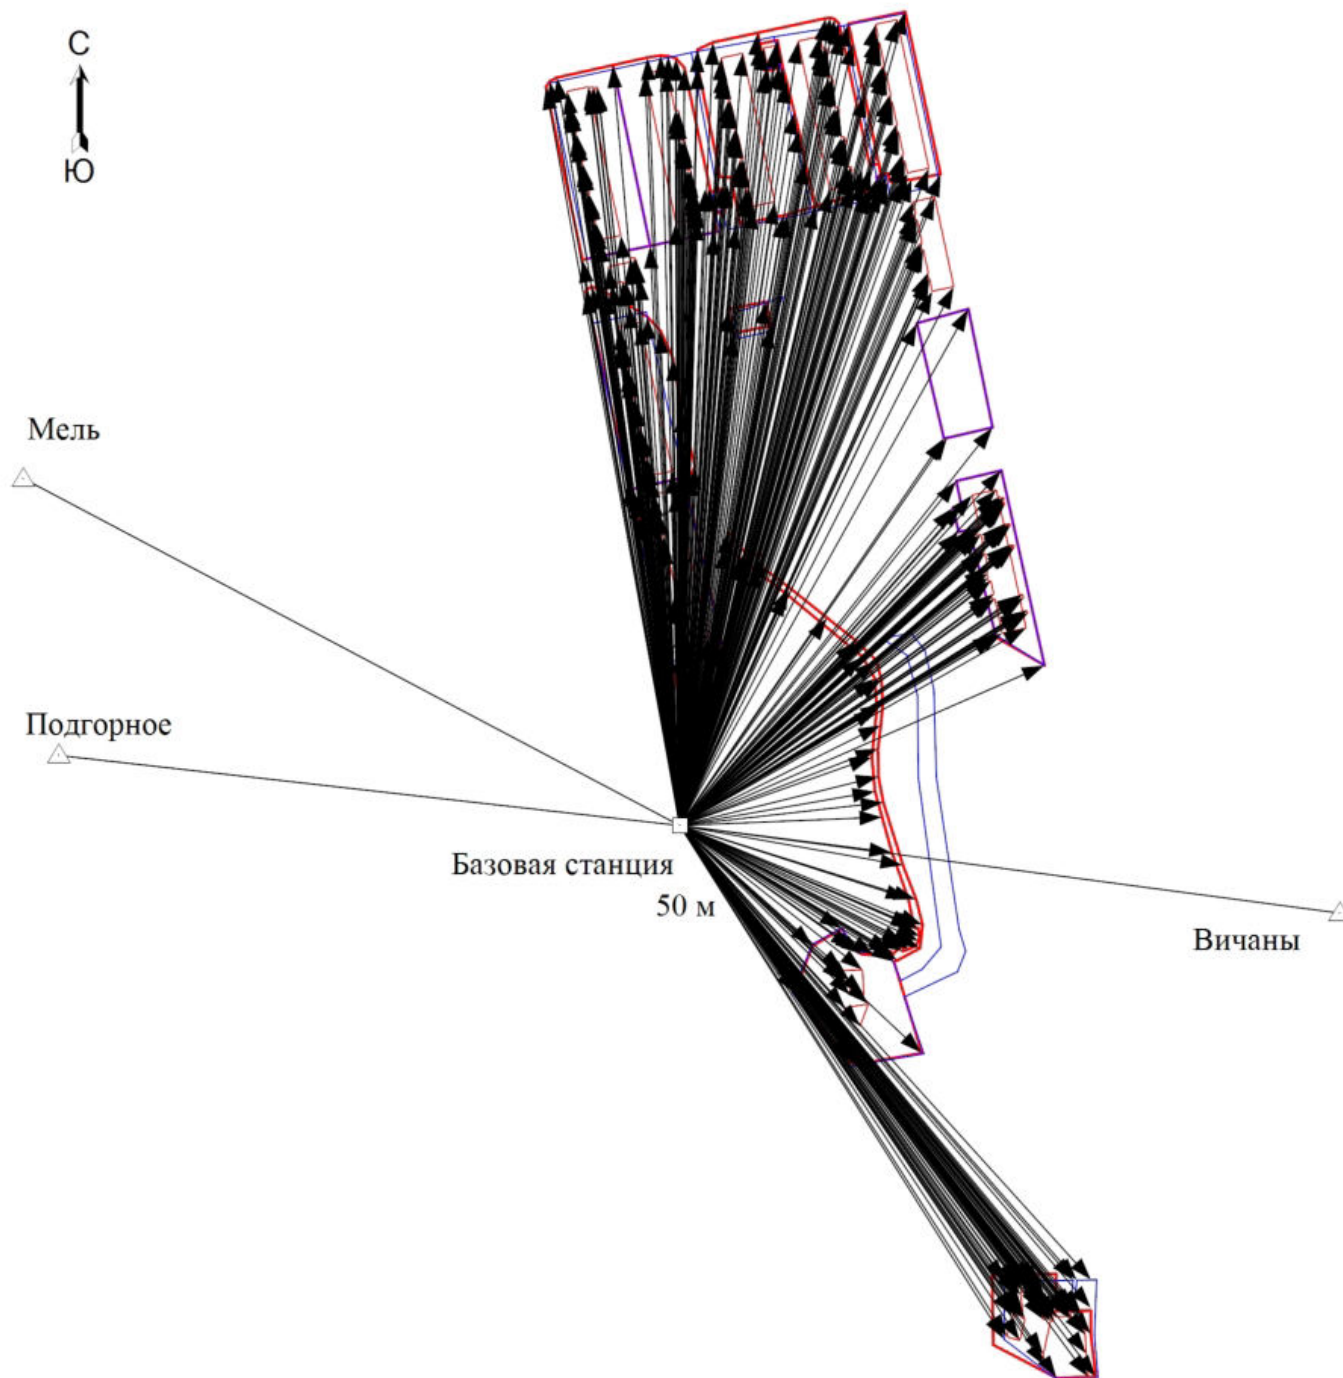 С
Ю
Мель
Подгорное
Базовая станция
50 м
Вичаны